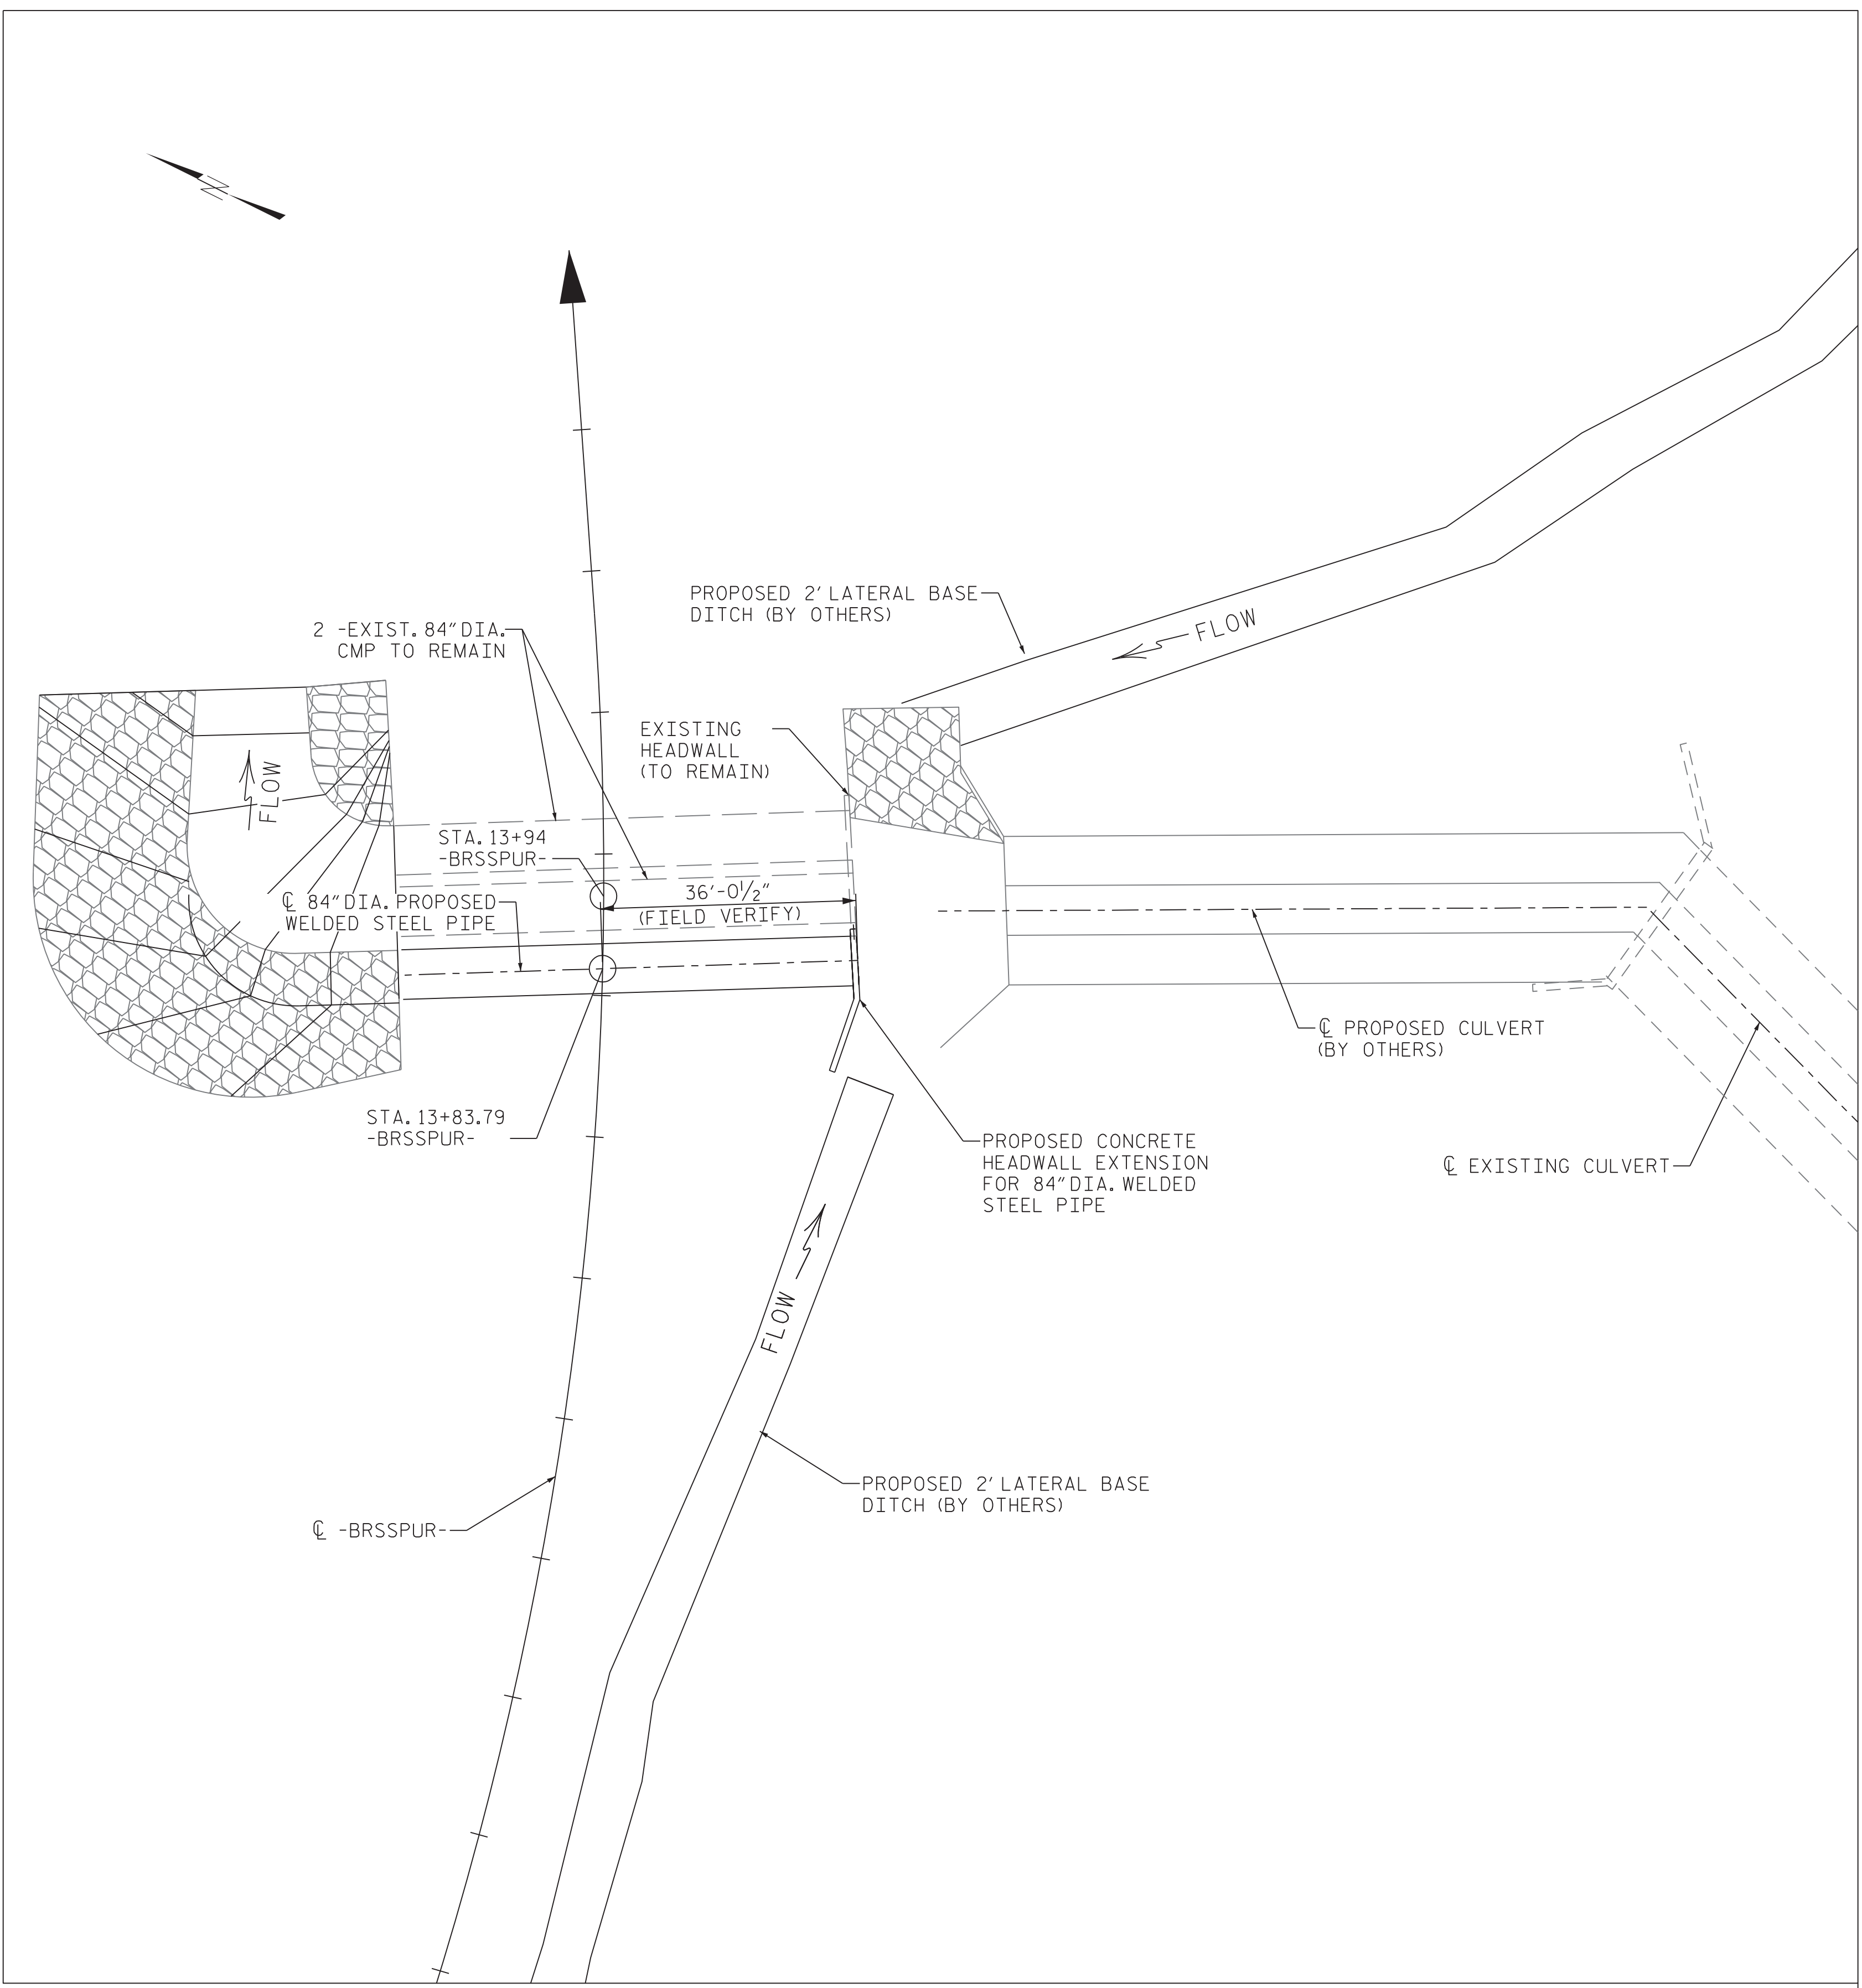 N
PROPOSED 2' LATERAL BASE
DITCH (BY OTHERS)
FLOW
2 -EXIST. 84" DIA.
CMP TO REMAIN
EXISTING
HEADWALL
(TO REMAIN)
FLOW
STA. 13+94
-BRSSPUR-
36'-0½"
(FIELD VERIFY)
℄ 84" DIA. PROPOSED
WELDED STEEL PIPE
℄ PROPOSED CULVERT
(BY OTHERS)
STA. 13+83.79
-BRSSPUR-
PROPOSED CONCRETE
HEADWALL EXTENSION
FOR 84" DIA. WELDED
STEEL PIPE
℄ EXISTING CULVERT
FLOW
PROPOSED 2' LATERAL BASE
DITCH (BY OTHERS)
℄ -BRSSPUR-